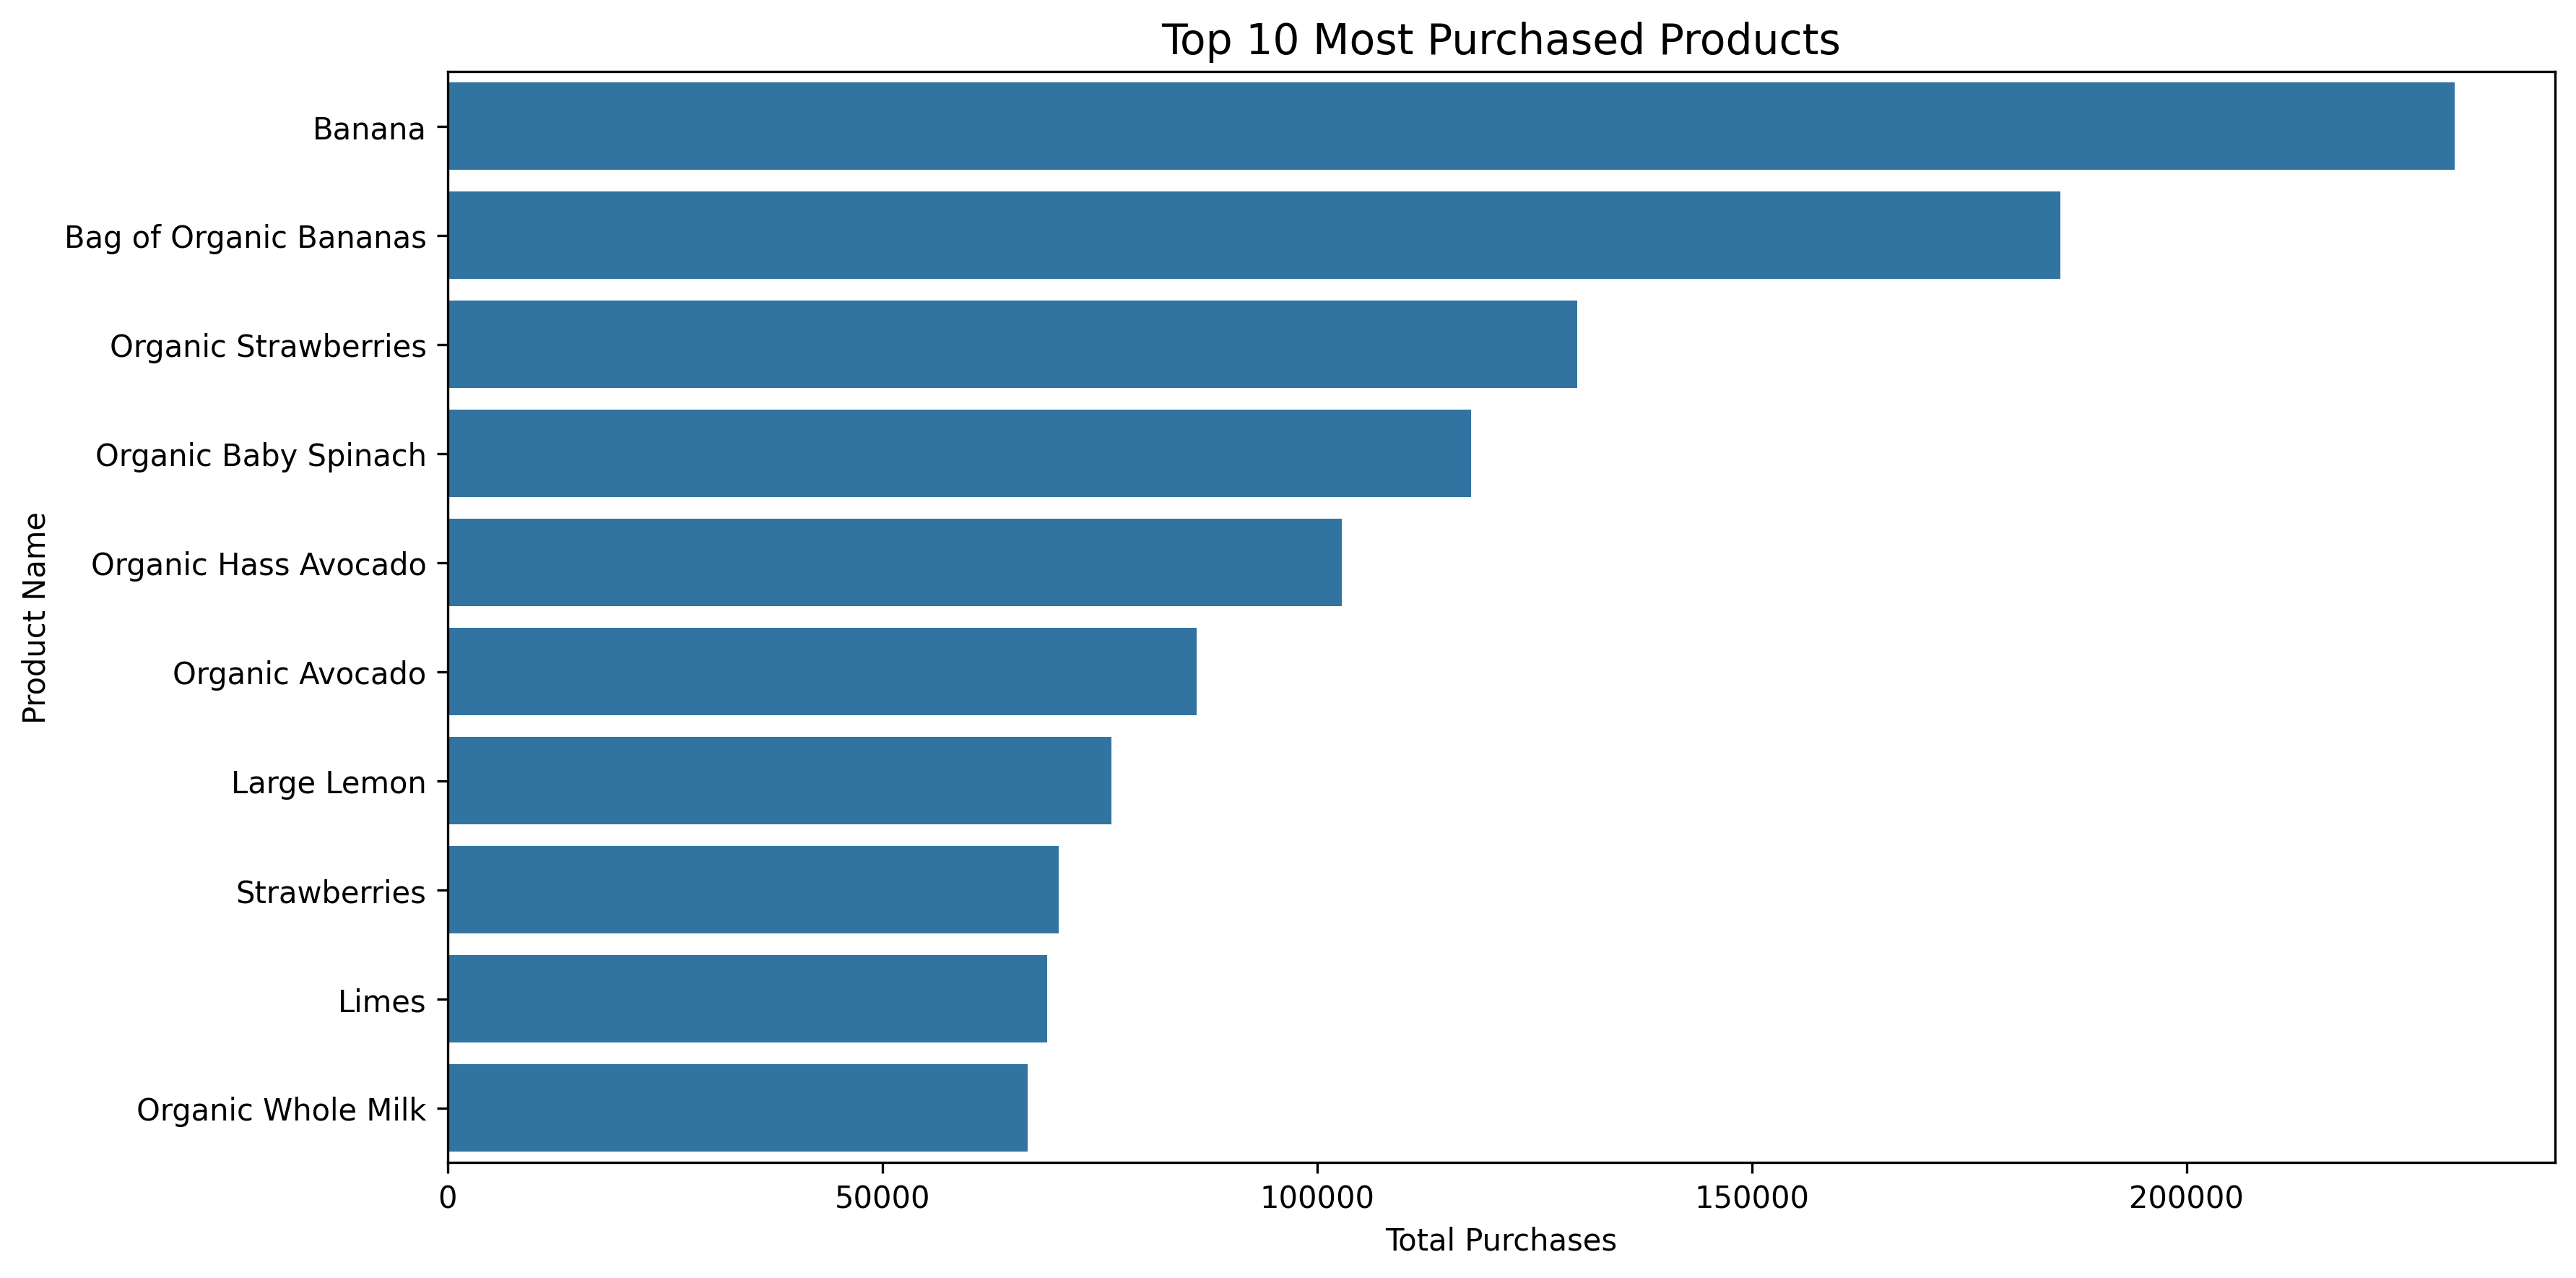 Top 10 Most Purchased Products
Banana
Bag of Organic Bananas
Organic Strawberries
Organic Baby Spinach
Organic Hass Avocado
Organic Avocado
Large Lemon
Strawberries
Limes
Organic Whole Milk
Product Name
0 50000 100000 150000 200000
Total Purchases